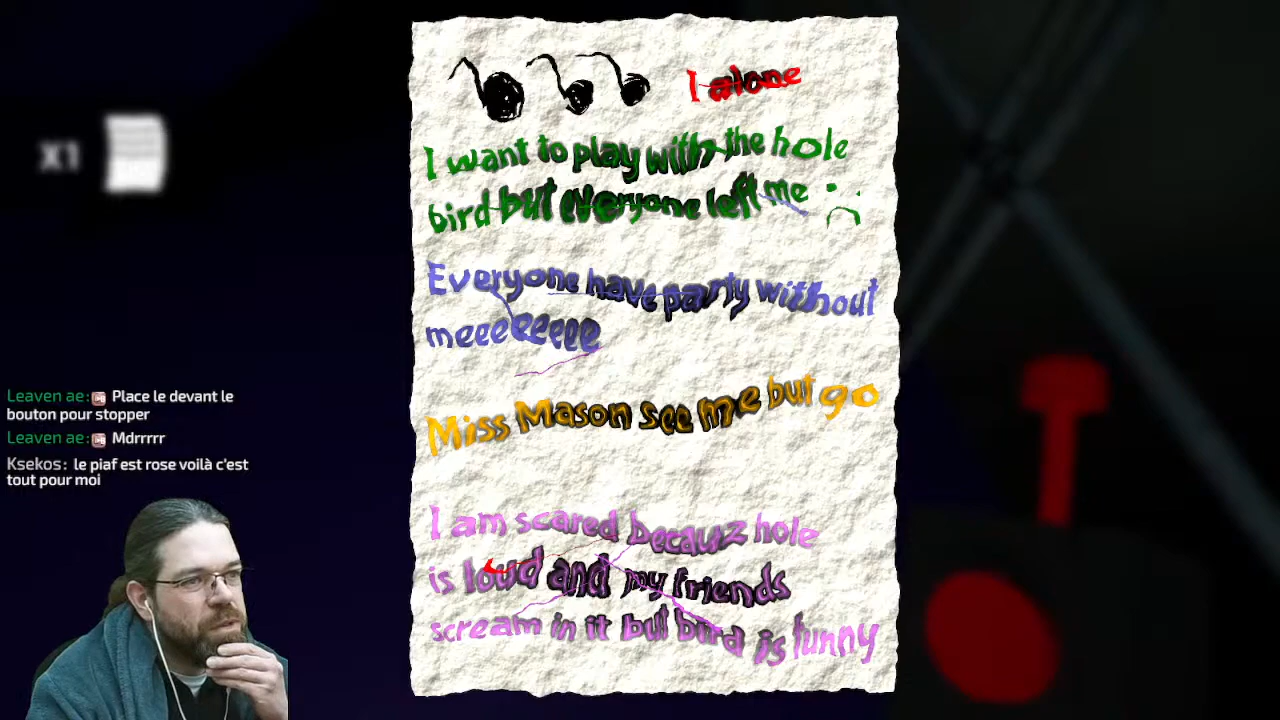 I alone
I want to play with the hole
bird but everyone left me
Everyone have party without
meeeeeeee
Miss Mason see me but go
I am scared becauz hole
is loud and my friends
scream in it but bird is funny
X1
Leaven ae: Place le devant le
bouton pour stopper
Leaven ae: Mdrrrrr
Ksekos: le piaf est rose voilà c'est
tout pour moi